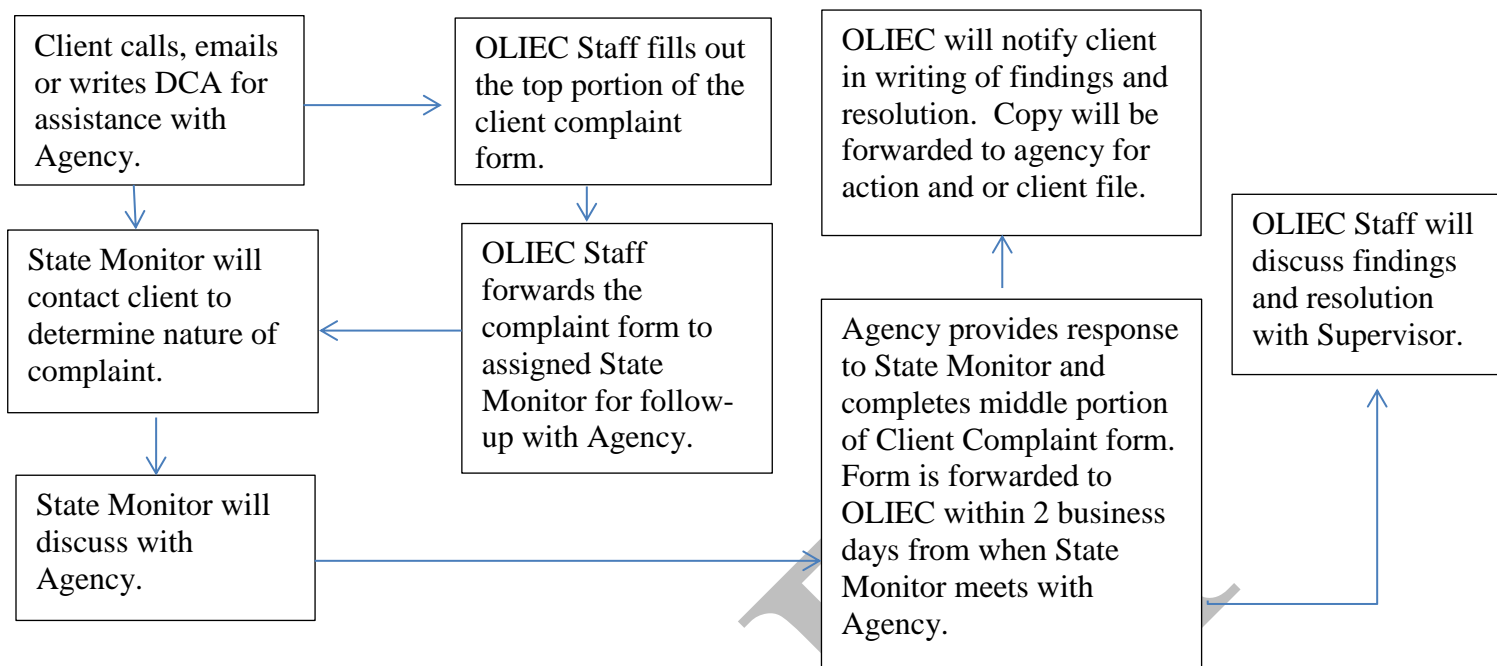 Client calls, emails
or writes DCA for
assistance with
Agency.
OLIEC Staff fills out
the top portion of the
client complaint
form.
OLIEC Staff
forwards the
complaint form to
assigned State
Monitor for follow-
up with Agency.
State Monitor will
contact client to
determine nature of
complaint.
State Monitor will
discuss with
Agency.
Agency provides response
to State Monitor and
completes middle portion
of Client Complaint form.
Form is forwarded to
OLIEC within 2 business
days from when State
Monitor meets with
Agency.
OLIEC will notify client
in writing of findings and
resolution.  Copy will be
forwarded to agency for
action and or client file.
OLIEC Staff will
discuss findings
and resolution
with Supervisor.